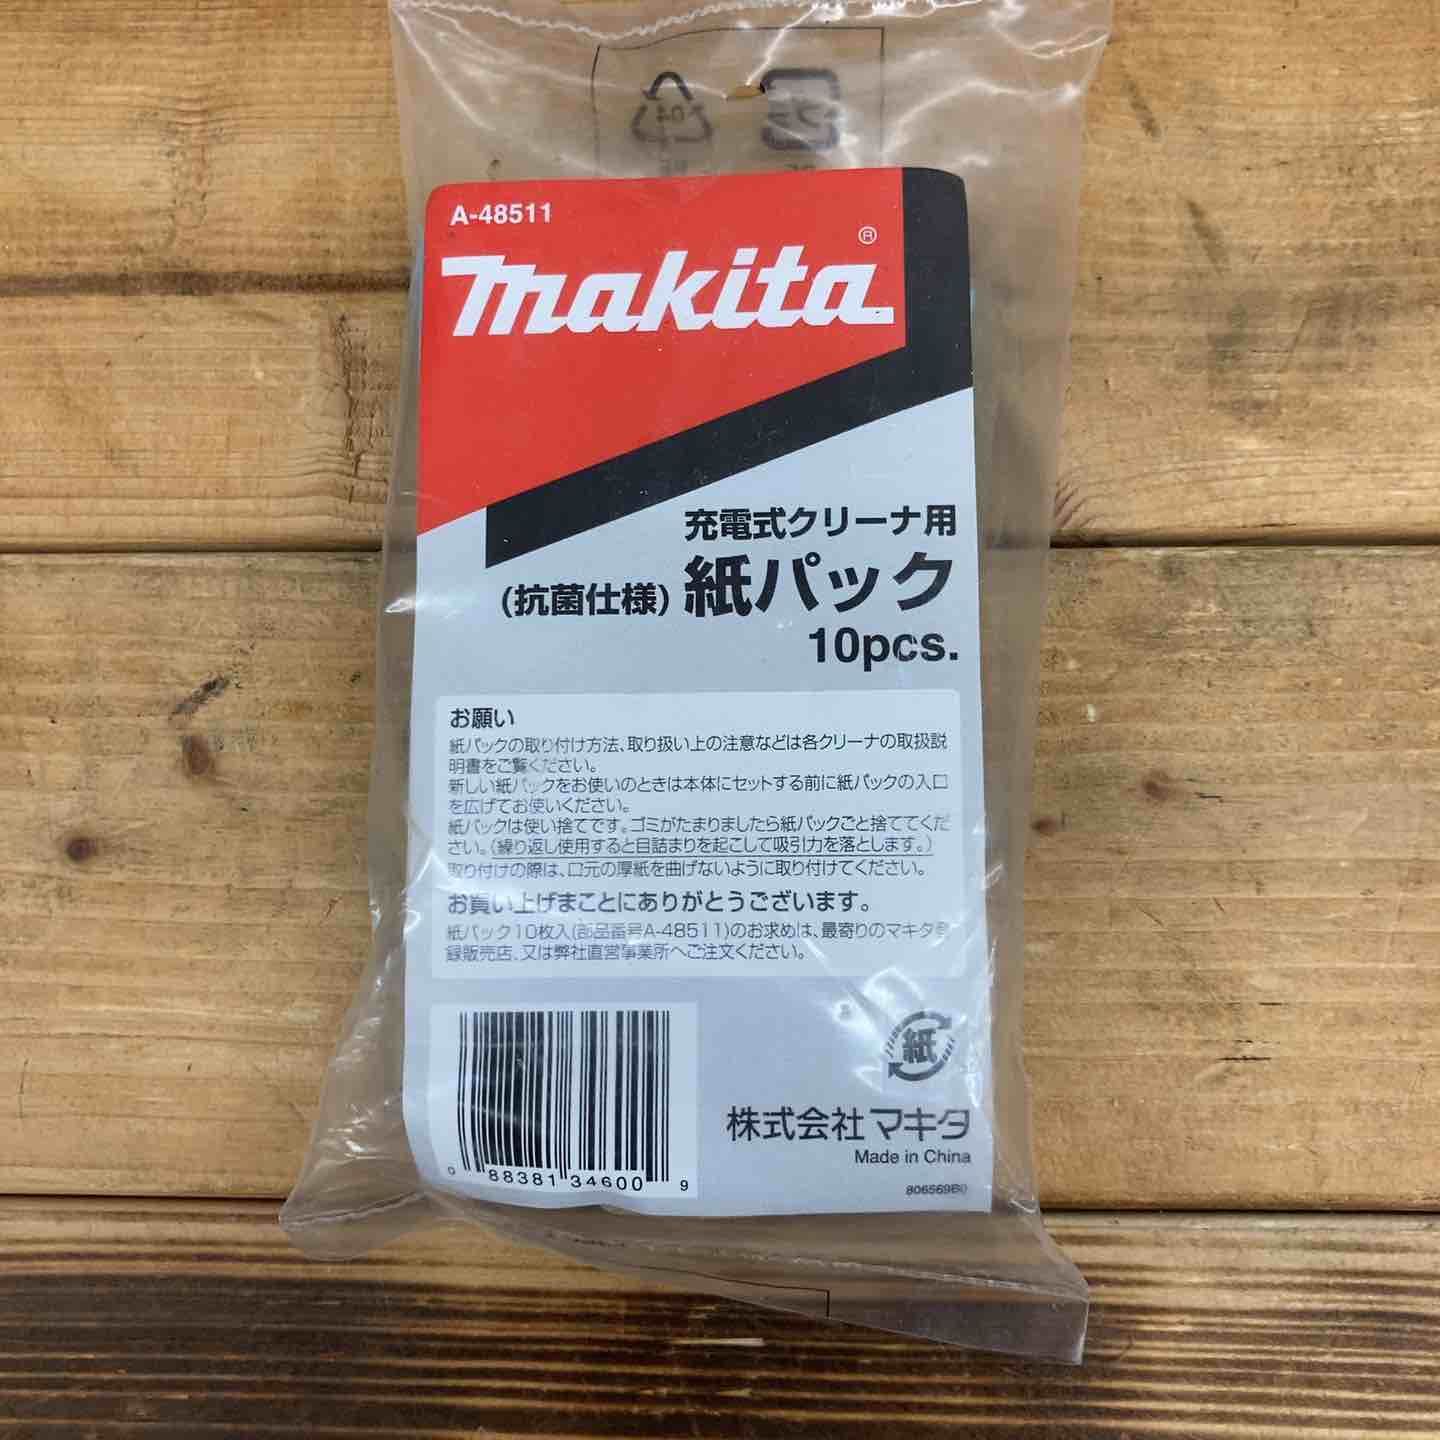 A-48511
makita®
充電式クリーナ用
(抗菌仕様) 紙パック
10pcs.
お願い
紙パックの取り付け方法、取り扱い上の注意などは各クリーナの取扱説
明書をご覧ください。
新しい紙パックをお使いのときは本体にセットする前に紙パックの入口
を広げてお使いください。
紙パックは使い捨てです。ゴミがたまりましたら紙パックごと捨ててくだ
さい。(繰り返し使用すると目詰まりを起こして吸引力を落とします。)
取り付けの際は、口元の厚紙を曲げないように取り付けてください。
お買い上げまことにありがとうございます。
紙パック10枚入(部品番号A-48511)のお求めは、最寄りのマキタ登
録販売店、又は弊社直営事業所へご注文ください。
紙
株式会社マキタ
Made in China
806569B0
0 88381 34600 9